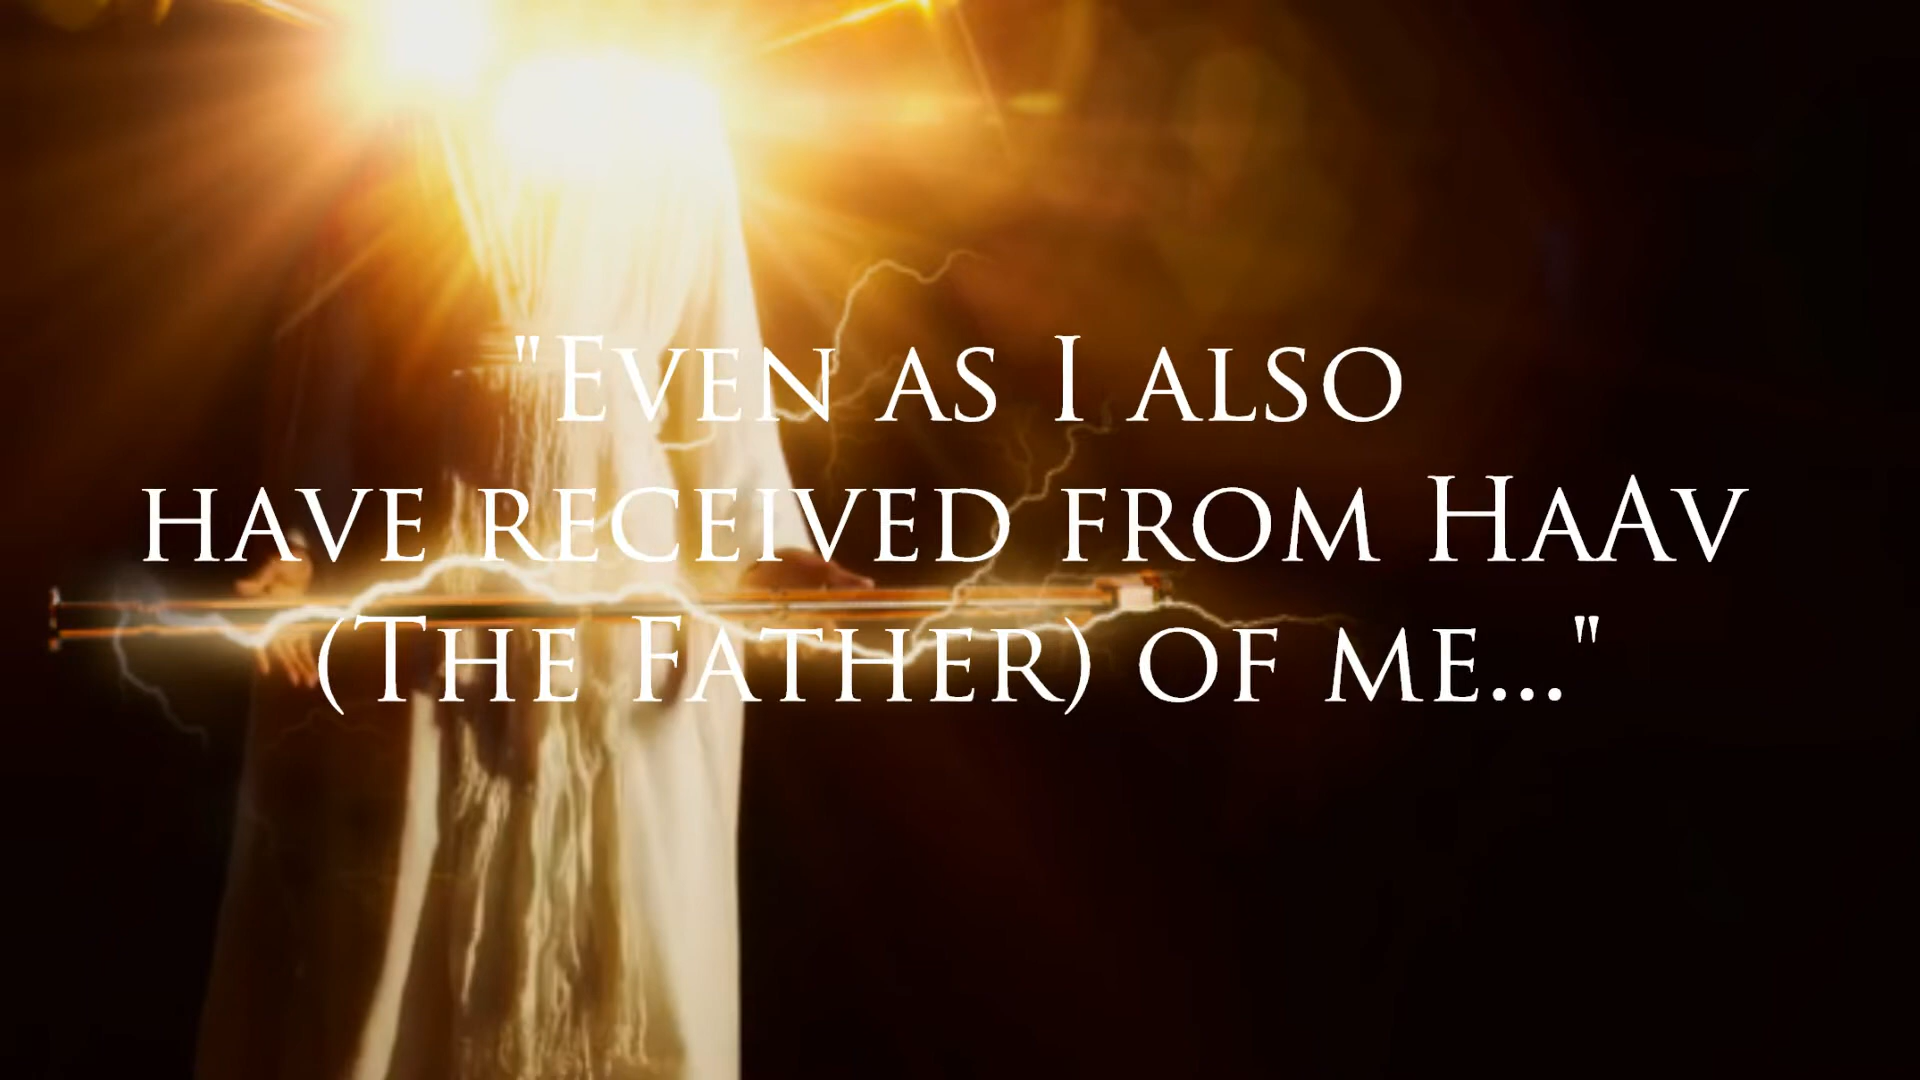 "Even as I also
have received from HaAv
(The Father) of me..."